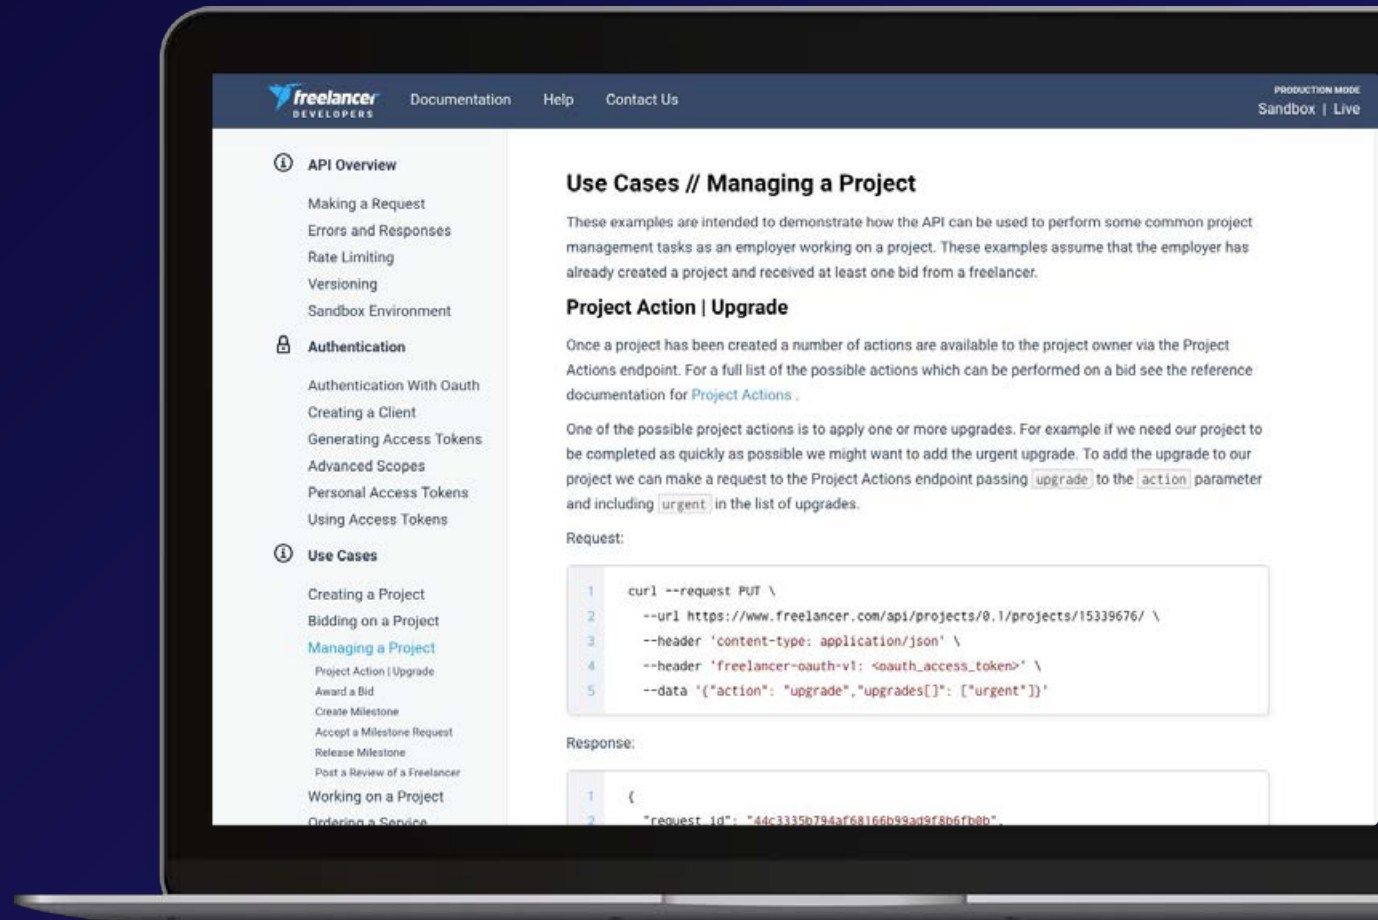 freelancer
DEVELOPERS
Documentation
Help
Contact Us
PRODUCTION MODE
Sandbox | Live
API Overview
Making a Request
Errors and Responses
Rate Limiting
Versioning
Sandbox Environment
Authentication
Authentication With Oauth
Creating a Client
Generating Access Tokens
Advanced Scopes
Personal Access Tokens
Using Access Tokens
Use Cases
Creating a Project
Bidding on a Project
Managing a Project
Project Action | Upgrade
Award a Bid
Create Milestone
Accept a Milestone Request
Release Milestone
Post a Review of a Freelancer
Working on a Project
Ordering a Service
Use Cases // Managing a Project
These examples are intended to demonstrate how the API can be used to perform some common project
management tasks as an employer working on a project. These examples assume that the employer has
already created a project and received at least one bid from a freelancer.
Project Action | Upgrade
Once a project has been created a number of actions are available to the project owner via the Project
Actions endpoint. For a full list of the possible actions which can be performed on a bid see the reference
documentation for Project Actions .
One of the possible project actions is to apply one or more upgrades. For example if we need our project to
be completed as quickly as possible we might want to add the urgent upgrade. To add the upgrade to our
project we can make a request to the Project Actions endpoint passing upgrade to the action parameter
and including urgent in the list of upgrades.
Request:
1 curl --request PUT \
2 --url https://www.freelancer.com/api/projects/0.1/projects/15339676/ \
3 --header 'content-type: application/json' \
4 --header 'freelancer-oauth-v1: <oauth_access_token>' \
5 --data '{"action": "upgrade","upgrades[]": ["urgent"]}'
Response:
1 {
2 "request_id": "44c3335b794af68166b99ad9f8b6fb0b",